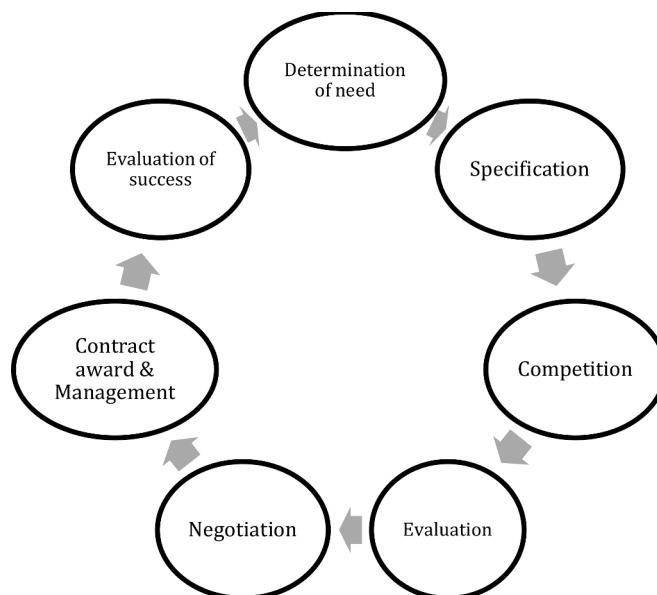 Determination
of need
Specification
Competition
Evaluation
Negotiation
Contract
award &
Management
Evaluation of
success